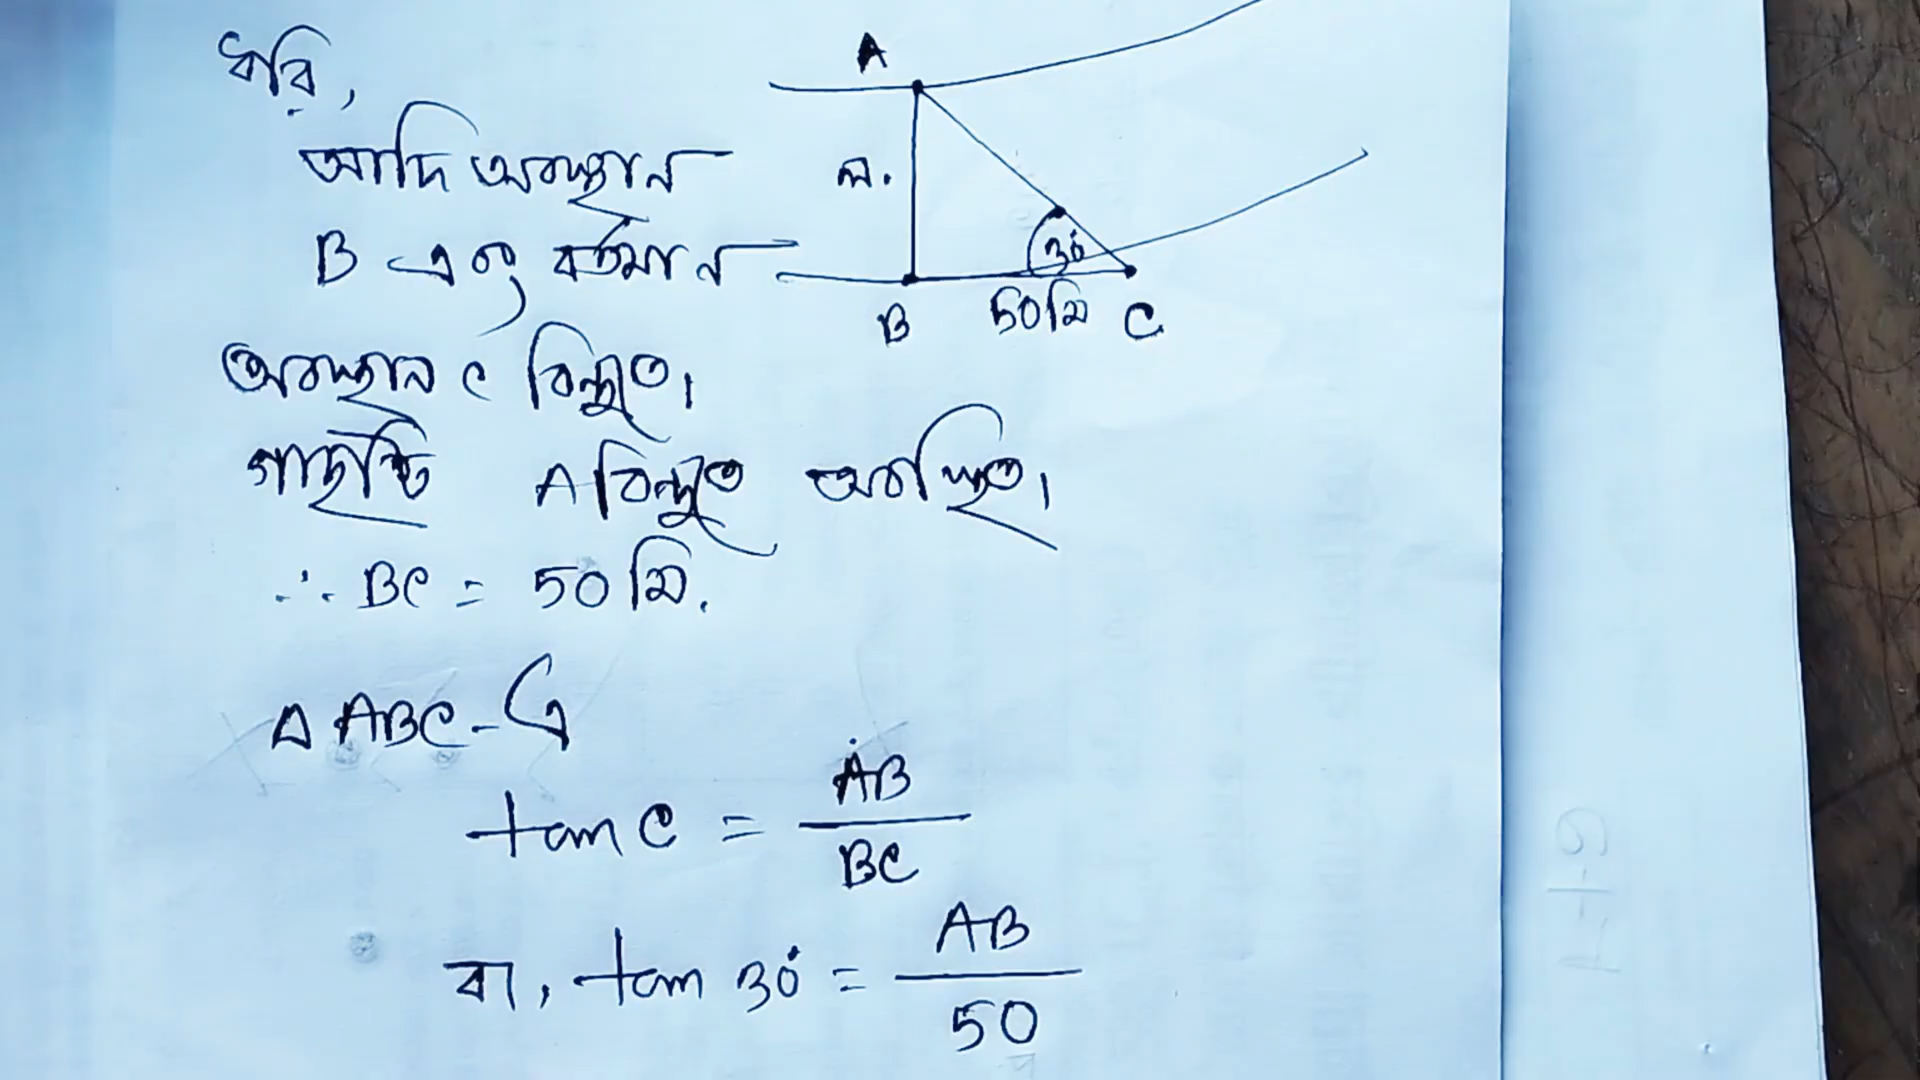 ধরি,
A
আদি অবস্থান
ল.
B এবং বর্তমান
30°
B 50মি C
অবস্থান C বিন্দুতে।
গাছটি A বিন্দুতে অবস্থিত।
∴ BC = 50 মি.
Δ ABC-এ
tan C = AB/BC
বা, tan 30° = AB/50